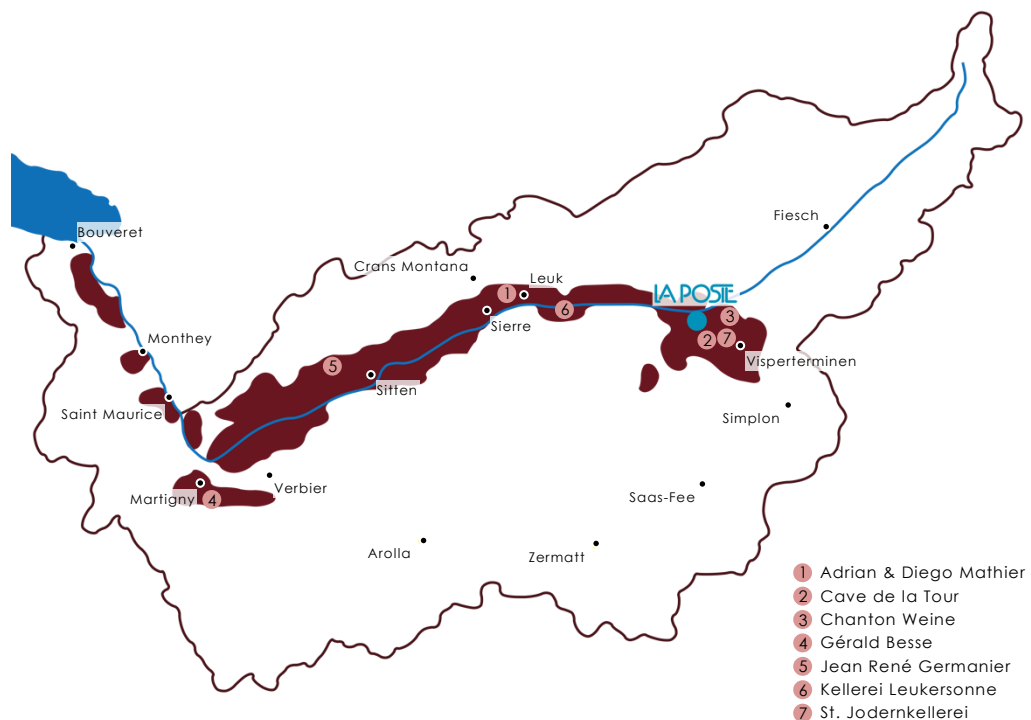 Bouveret
Fiesch
Crans Montana
Leuk
LA POSTE
1
6
3
Sierre
Monthey
2
7
Visperterminen
5
Sitten
Saint Maurice
Simplon
Verbier
Martigny
4
Saas-Fee
Arolla
Zermatt
1 Adrian & Diego Mathier
2 Cave de la Tour
3 Chanton Weine
4 Gérald Besse
5 Jean René Germanier
6 Kellerei Leukersonne
7 St. Jodernkellerei